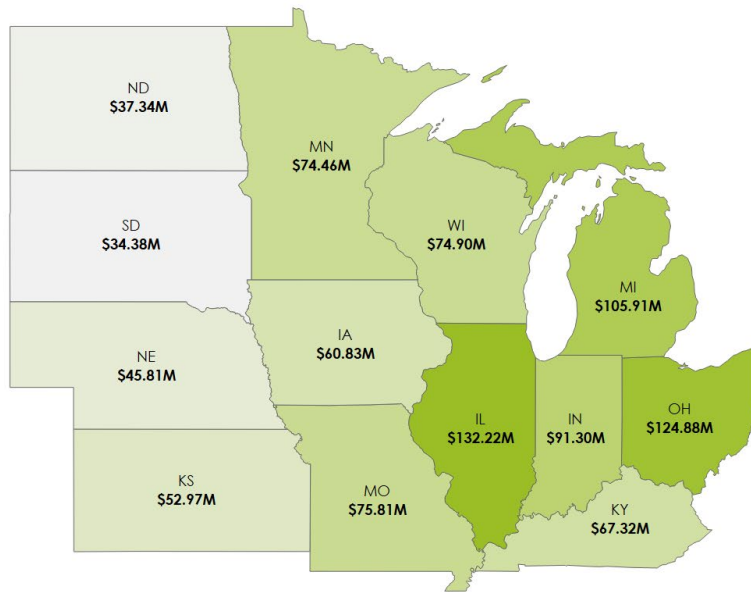 ND
$37.34M
MN
$74.46M
SD
$34.38M
WI
$74.90M
MI
$105.91M
NE
$45.81M
IA
$60.83M
IL
$132.22M
IN
$91.30M
OH
$124.88M
KS
$52.97M
MO
$75.81M
KY
$67.32M